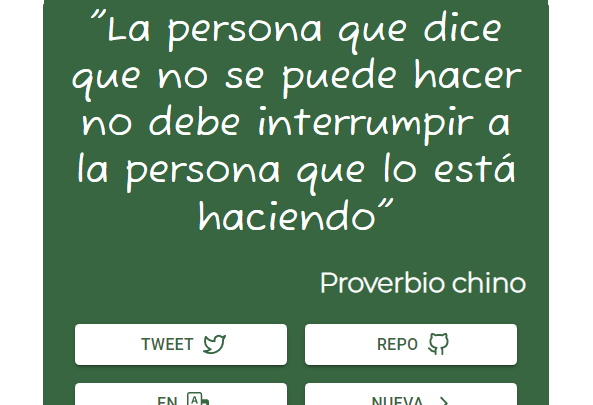 "La persona que dice
que no se puede hacer
no debe interrumpir a
la persona que lo está
haciendo"
Proverbio chino
TWEET
REPO
EN
NUEVA